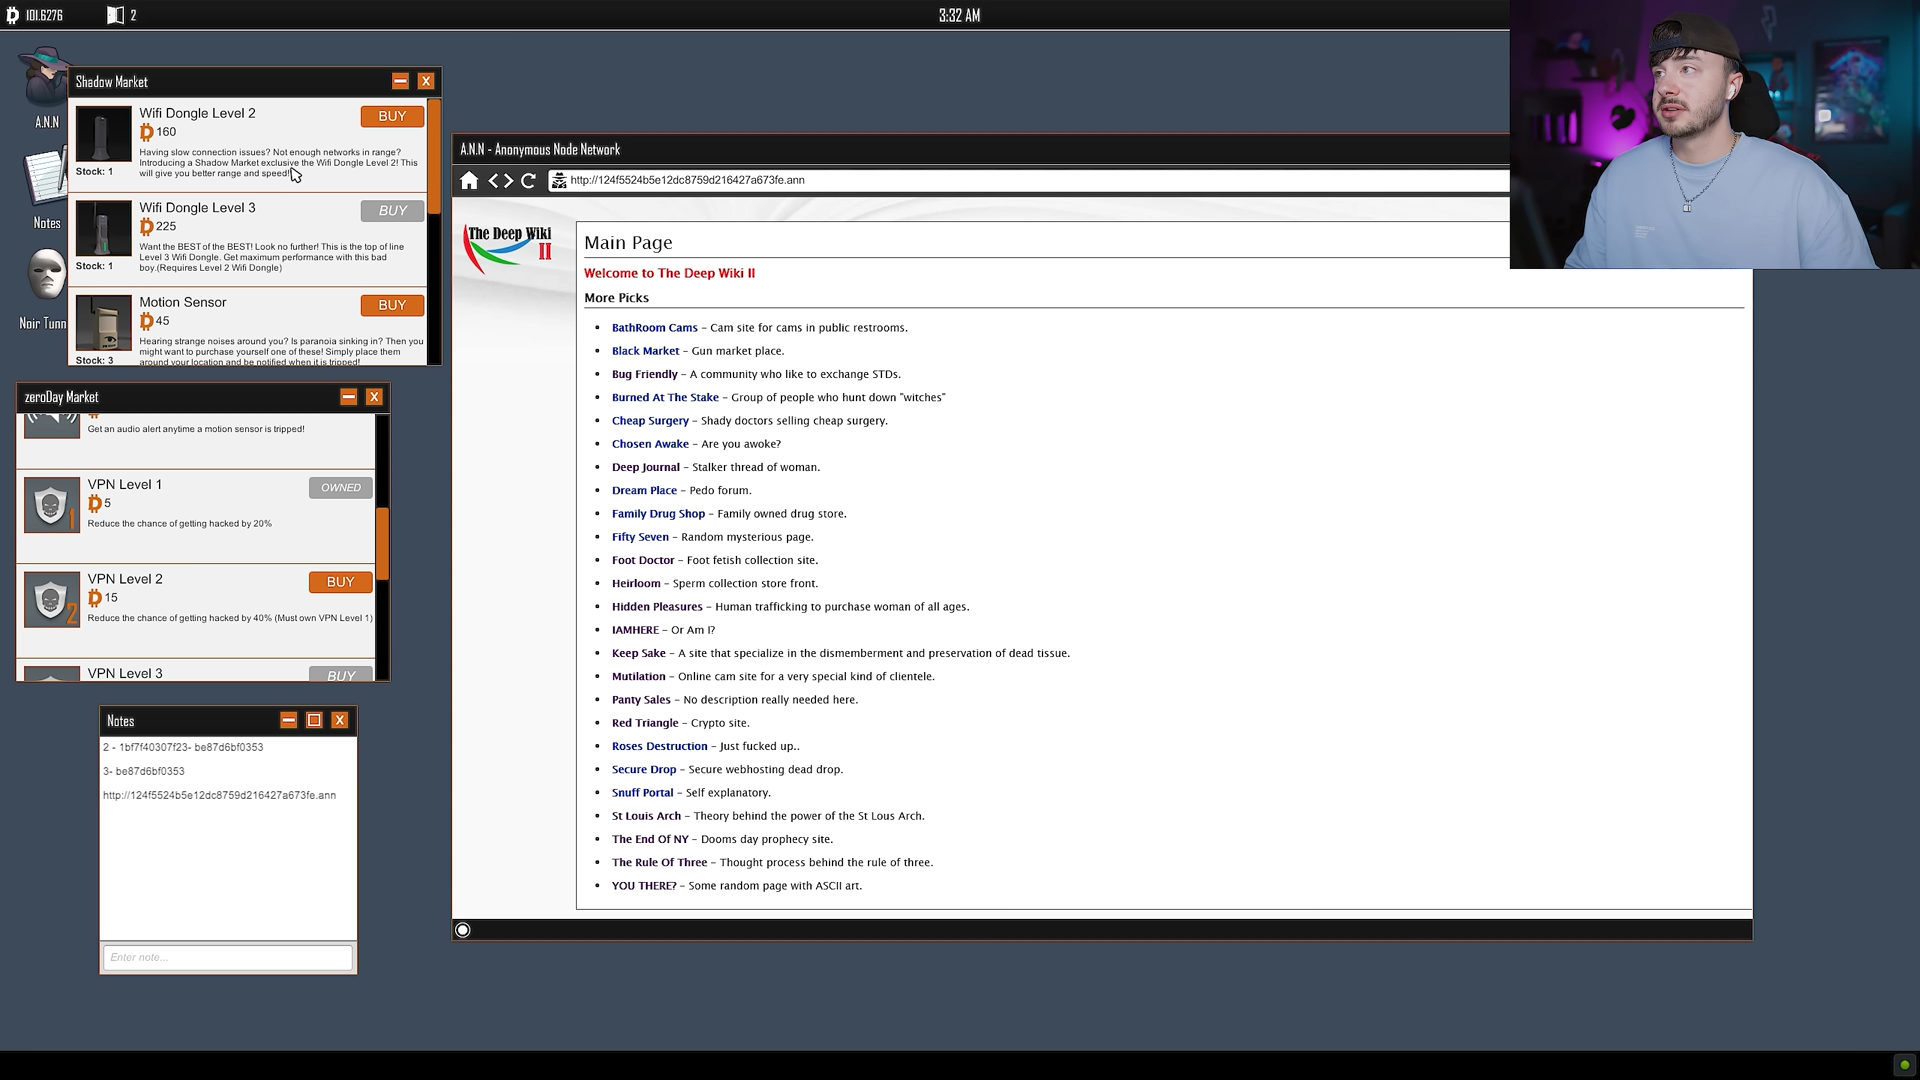 101.6276
2
3:32 AM
A.N.N
Notes
Noir Tunn
Shadow Market
X
Wifi Dongle Level 2
BUY
160
Having slow connection issues? Not enough networks in range?
Introducing a Shadow Market exclusive the Wifi Dongle Level 2! This
will give you better range and speed!
Stock: 1
Wifi Dongle Level 3
BUY
225
Want the BEST of the BEST! Look no further! This is the top of line
Level 3 Wifi Dongle. Get maximum performance with this bad
boy.(Requires Level 2 Wifi Dongle)
Stock: 1
Motion Sensor
BUY
45
Hearing strange noises around you? Is paranoia sinking in? Then you
might want to purchase yourself one of these! Simply place them
around your location and be notified when it is tripped!
Stock: 3
zeroDay Market
X
Get an audio alert anytime a motion sensor is tripped!
VPN Level 1
OWNED
5
Reduce the chance of getting hacked by 20%
1
VPN Level 2
BUY
15
Reduce the chance of getting hacked by 40% (Must own VPN Level 1)
2
VPN Level 3
BUY
Notes
X
2 - 1bf7f40307f23- be87d6bf0353
3- be87d6bf0353
http://124f5524b5e12dc8759d216427a673fe.ann
Enter note...
A.N.N - Anonymous Node Network
http://124f5524b5e12dc8759d216427a673fe.ann
The Deep Wiki
II
Main Page
Welcome to The Deep Wiki II
More Picks
BathRoom Cams – Cam site for cams in public restrooms.
Black Market – Gun market place.
Bug Friendly – A community who like to exchange STDs.
Burned At The Stake – Group of people who hunt down "witches"
Cheap Surgery – Shady doctors selling cheap surgery.
Chosen Awake – Are you awoke?
Deep Journal – Stalker thread of woman.
Dream Place – Pedo forum.
Family Drug Shop – Family owned drug store.
Fifty Seven – Random mysterious page.
Foot Doctor – Foot fetish collection site.
Heirloom – Sperm collection store front.
Hidden Pleasures – Human trafficking to purchase woman of all ages.
IAMHERE – Or Am I?
Keep Sake – A site that specialize in the dismemberment and preservation of dead tissue.
Mutilation – Online cam site for a very special kind of clientele.
Panty Sales – No description really needed here.
Red Triangle – Crypto site.
Roses Destruction – Just fucked up..
Secure Drop – Secure webhosting dead drop.
Snuff Portal – Self explanatory.
St Louis Arch – Theory behind the power of the St Lous Arch.
The End Of NY – Dooms day prophecy site.
The Rule Of Three – Thought process behind the rule of three.
YOU THERE? – Some random page with ASCII art.